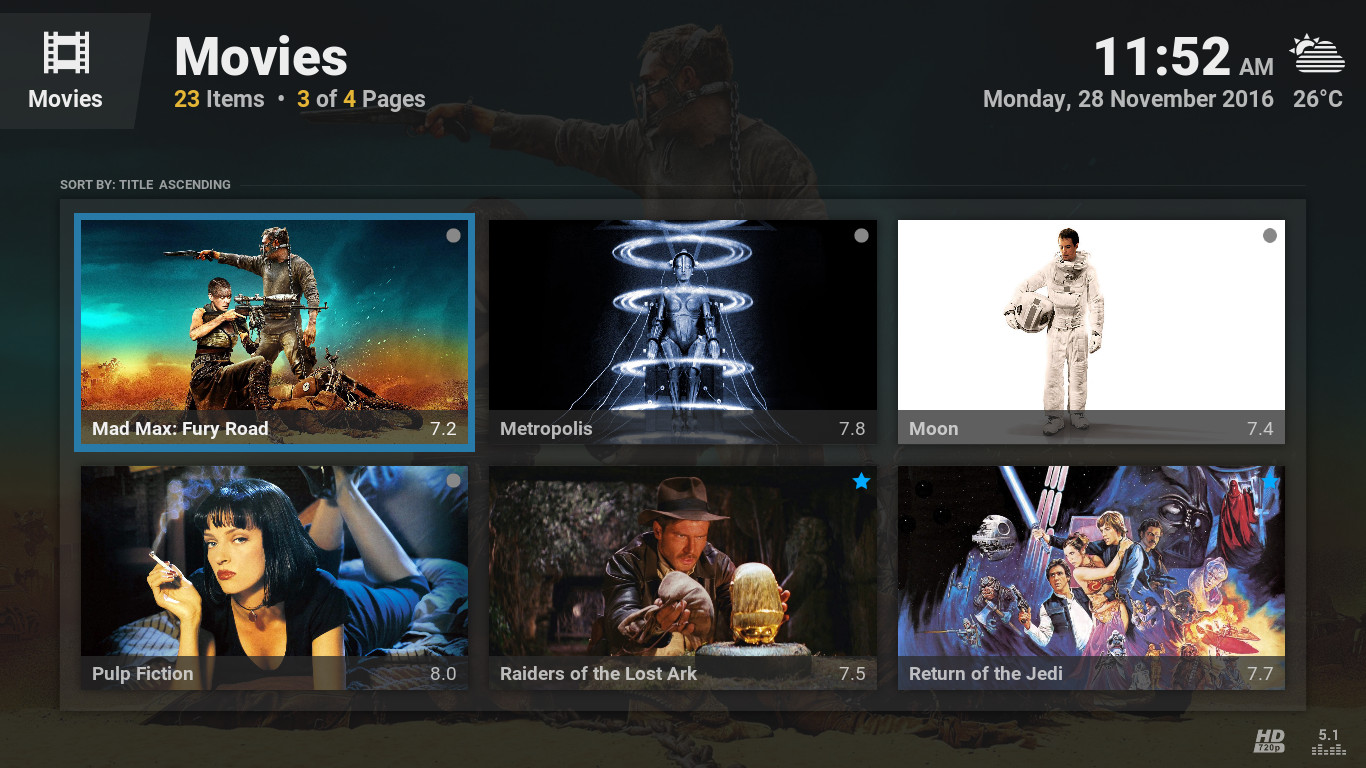 Movies
Movies
23 Items • 3 of 4 Pages
11:52 AM
Monday, 28 November 2016 26°C
SORT BY: TITLE ASCENDING
Mad Max: Fury Road 7.2
Metropolis 7.8
Moon 7.4
Pulp Fiction 8.0
Raiders of the Lost Ark 7.5
Return of the Jedi 7.7
HD 5.1
720p